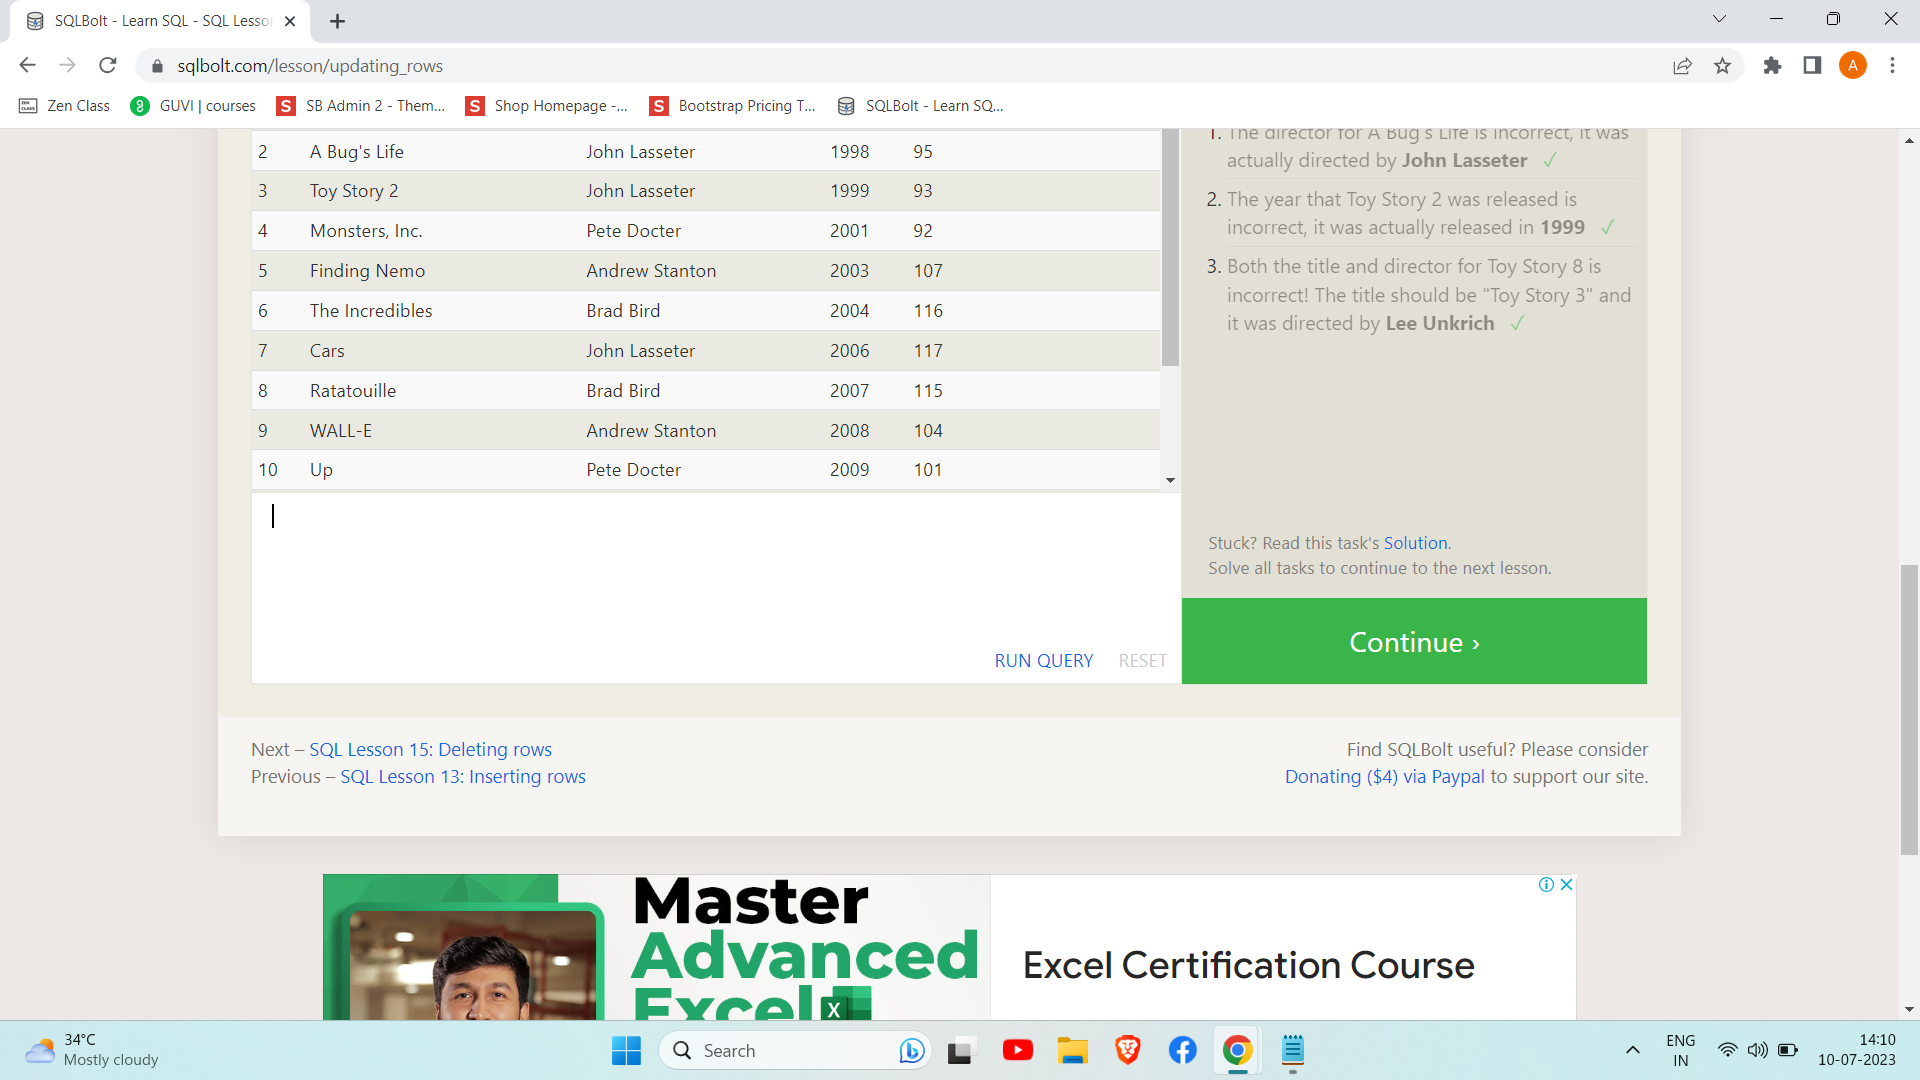 SQLBolt - Learn SQL - SQL Lesson
sqlbolt.com/lesson/updating_rows
A
Zen Class
GUVI | courses
S SB Admin 2 - Them...
S Shop Homepage -...
S Bootstrap Pricing T...
SQLBolt - Learn SQ...
2 A Bug's Life John Lasseter 1998 95
3 Toy Story 2 John Lasseter 1999 93
4 Monsters, Inc. Pete Docter 2001 92
5 Finding Nemo Andrew Stanton 2003 107
6 The Incredibles Brad Bird 2004 116
7 Cars John Lasseter 2006 117
8 Ratatouille Brad Bird 2007 115
9 WALL-E Andrew Stanton 2008 104
10 Up Pete Docter 2009 101
RUN QUERY RESET
1. The director for A Bug's Life is incorrect, it was
actually directed by John Lasseter ✓
2. The year that Toy Story 2 was released is
incorrect, it was actually released in 1999 ✓
3. Both the title and director for Toy Story 8 is
incorrect! The title should be "Toy Story 3" and
it was directed by Lee Unkrich ✓
Stuck? Read this task's Solution.
Solve all tasks to continue to the next lesson.
Continue ›
Next – SQL Lesson 15: Deleting rows
Previous – SQL Lesson 13: Inserting rows
Find SQLBolt useful? Please consider
Donating ($4) via Paypal to support our site.
Master
Advanced
Excel
X
Excel Certification Course
34°C
Mostly cloudy
Search
ENG
IN
14:10
10-07-2023